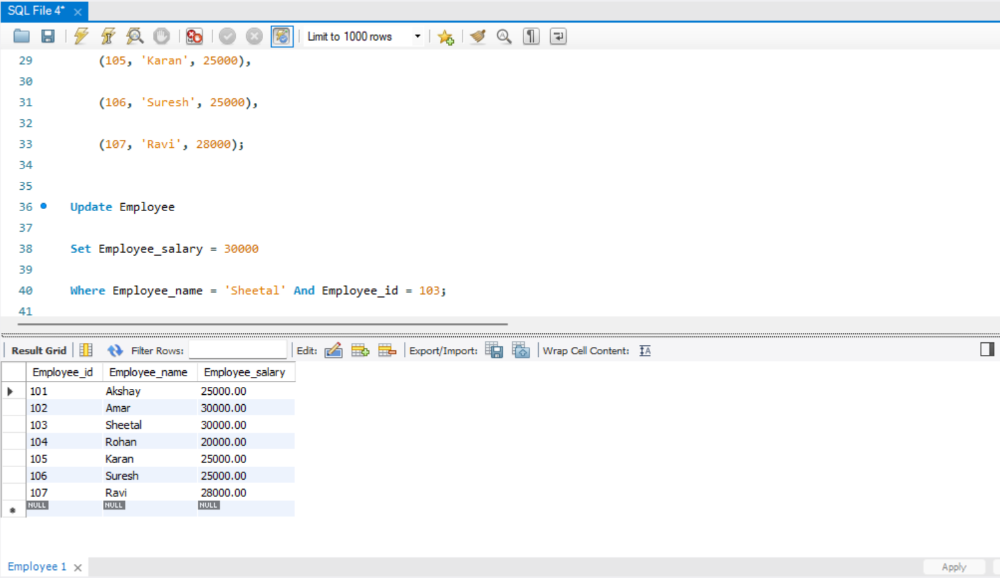 SQL File 4*
Limit to 1000 rows
29 (105, 'Karan', 25000),
30
31 (106, 'Suresh', 25000),
32
33 (107, 'Ravi', 28000);
34
35
36 Update Employee
37
38 Set Employee_salary = 30000
39
40 Where Employee_name = 'Sheetal' And Employee_id = 103;
41
Result Grid Filter Rows: Edit: Export/Import: Wrap Cell Content:
Employee_id Employee_name Employee_salary
101 Akshay 25000.00
102 Amar 30000.00
103 Sheetal 30000.00
104 Rohan 20000.00
105 Karan 25000.00
106 Suresh 25000.00
107 Ravi 28000.00
NULL NULL NULL
Employee 1 Apply